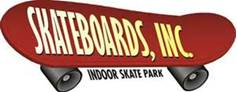 SKATEBOARDS, INC.
INDOOR SKATE PARK